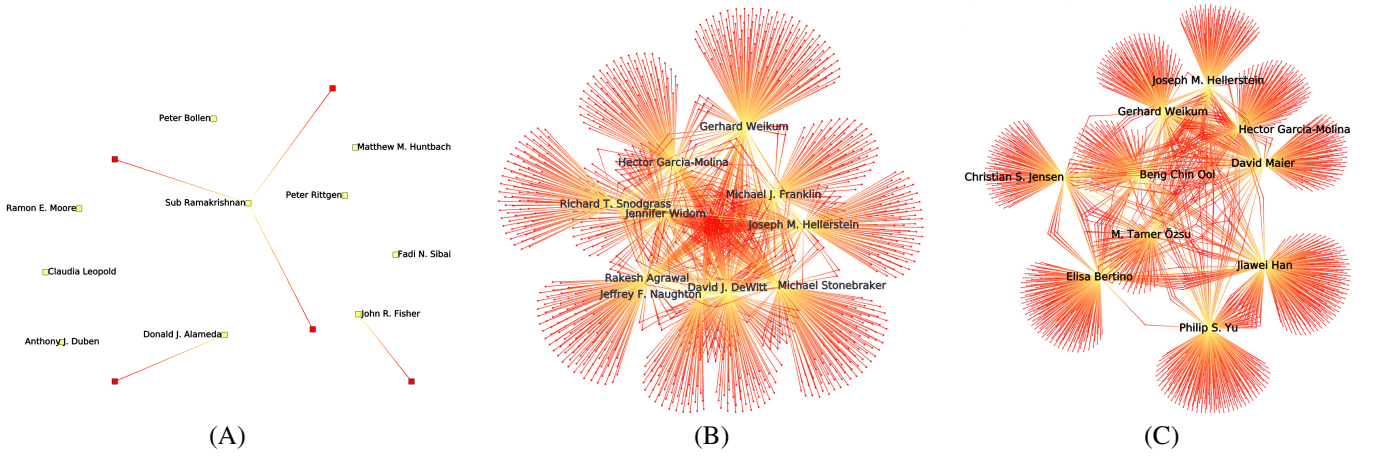 Peter Bollen
Matthew M. Huntbach
Ramon E. Moore
Sub Ramakrishnan
Peter Rittgen
Claudia Leopold
Fadi N. Sibai
Donald J. Alameda
John R. Fisher
Anthony J. Duben
(A)
Gerhard Weikum
Hector Garcia-Molina
Michael J. Franklin
Richard T. Snodgrass
Jennifer Widom
Joseph M. Hellerstein
Rakesh Agrawal
David J. DeWitt
Michael Stonebraker
Jeffrey F. Naughton
(B)
Joseph M. Hellerstein
Gerhard Weikum
Hector Garcia-Molina
David Maier
Christian S. Jensen
Beng Chin Ooi
M. Tamer Özsu
Jiawei Han
Elisa Bertino
Philip S. Yu
(C)